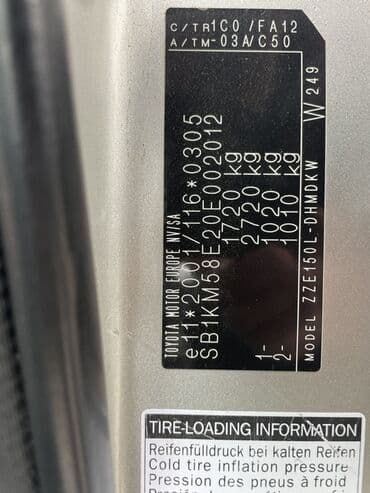 C/TR 1C0 /FA12
A/TM -03A/C50
TOYOTA MOTOR EUROPE NV/SA
e11*2001/116*0305
SB1KM58E20E002012
1720 kg
2720 kg
1- 1020 kg
2- 1010 kg
MODEL ZZE150L-DHMDKW W 249
TIRE-LOADING INFORMATION
Reifenfülldruck bei kalten Reifen
Cold tire inflation pressure
Pression des pneus à froid